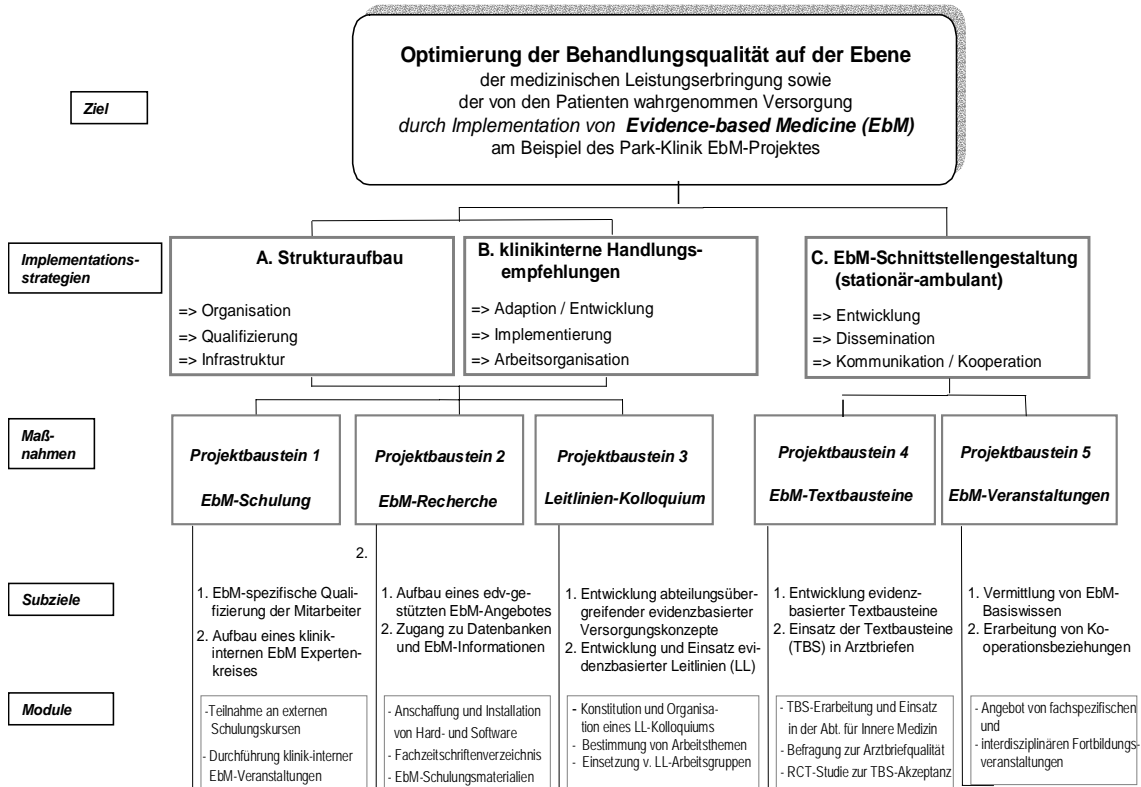 Optimierung der Behandlungsqualität auf der Ebene
der medizinischen Leistungserbringung sowie
der von den Patienten wahrgenommen Versorgung
durch Implementation von Evidence-based Medicine (EbM)
am Beispiel des Park-Klinik EbM-Projektes
Ziel
Implementations-
strategien
A. Strukturaufbau
=> Organisation
=> Qualifizierung
=> Infrastruktur
B. klinikinterne Handlungs-
empfehlungen
=> Adaption / Entwicklung
=> Implementierung
=> Arbeitsorganisation
C. EbM-Schnittstellengestaltung
(stationär-ambulant)
=> Entwicklung
=> Dissemination
=> Kommunikation / Kooperation
Maß-
nahmen
Projektbaustein 1
EbM-Schulung
Projektbaustein 2
EbM-Recherche
Projektbaustein 3
Leitlinien-Kolloquium
Projektbaustein 4
EbM-Textbausteine
Projektbaustein 5
EbM-Veranstaltungen
2.
Subziele
1. EbM-spezifische Quali-
fizierung der Mitarbeiter
2. Aufbau eines klinik-
internen EbM Experten-
kreises
1. Aufbau eines edv-ge-
stützten EbM-Angebotes
2. Zugang zu Datenbanken
und EbM-Informationen
1. Entwicklung abteilungsüber-
greifender evidenzbasierter
Versorgungskonzepte
2. Entwicklung und Einsatz evi-
denzbasierter Leitlinien (LL)
1. Entwicklung evidenz-
basierter Textbausteine
2. Einsatz der Textbausteine
(TBS) in Arztbriefen
1. Vermittlung von EbM-
Basiswissen
2. Erarbeitung von Ko-
operationsbeziehungen
Module
-Teilnahme an externen
Schulungskursen
- Durchführung klinik-interner
EbM-Veranstaltungen
- Anschaffung und Installation
von Hard- und Software
- Fachzeitschriftenverzeichnis
- EbM-Schulungsmaterialien
- Konstitution und Organisa-
tion eines LL-Kolloquiums
- Bestimmung von Arbeitsthemen
- Einsetzung v. LL-Arbeitsgruppen
- TBS-Erarbeitung und Einsatz
in der Abt. für Innere Medizin
- Befragung zur Arztbriefqualität
- RCT-Studie zur TBS-Akzeptanz
- Angebot von fachspezifischen
und
- interdisziplinären Fortbildungs-
veranstaltungen